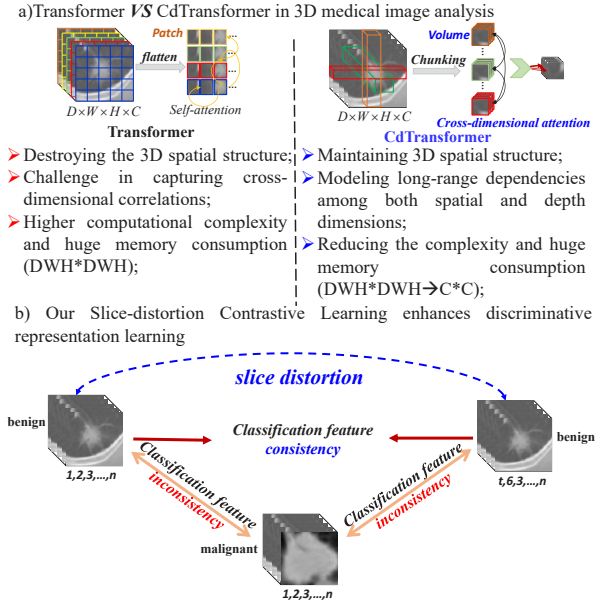 a)Transformer VS CdTransformer in 3D medical image analysis
Patch
flatten
...
...
...
...
D×W×H×C
Self-attention
Transformer
Destroying the 3D spatial structure;
Challenge in capturing cross-
dimensional correlations;
Higher computational complexity
and huge memory consumption
(DWH*DWH);
Volume
Chunking
D×W×H×C
Cross-dimensional attention
CdTransformer
Maintaining 3D spatial structure;
Modeling long-range dependencies
among both spatial and depth
dimensions;
Reducing the complexity and huge
memory consumption
(DWH*DWH→C*C);
b) Our Slice-distortion Contrastive Learning enhances discriminative
representation learning
slice distortion
benign
1,2,3,...,n
Classification feature
consistency
benign
t,6,3,...,n
Classification feature
inconsistency
Classification feature
inconsistency
malignant
1,2,3,...,n